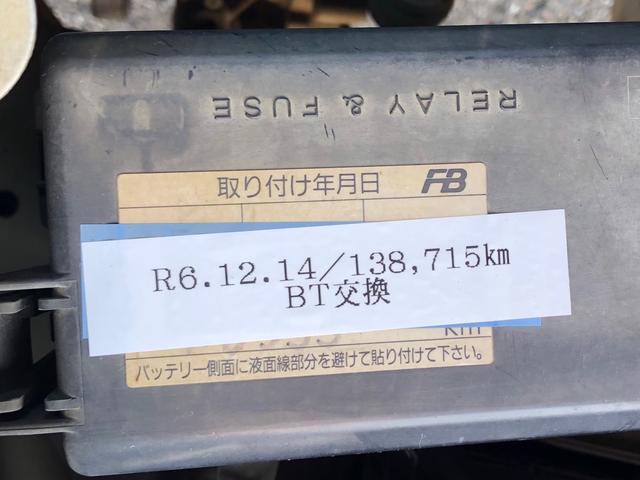 RELAY & FUSE
取り付け年月日 FB
R6.12.14/138,715km
BT交換
km
バッテリー側面に液面線部分を避けて貼り付けて下さい。